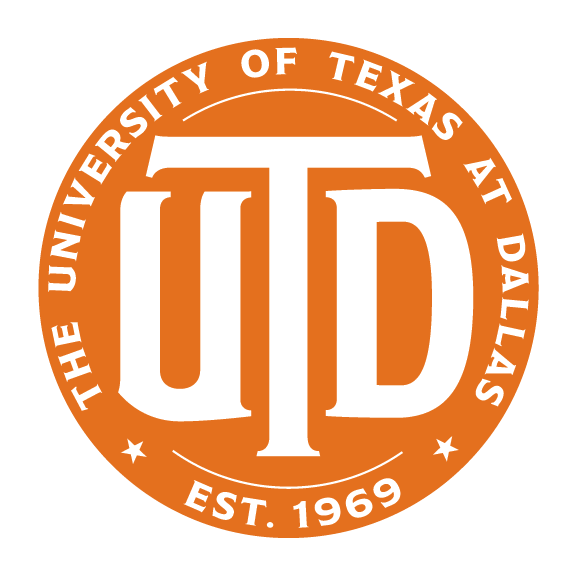 THE UNIVERSITY OF TEXAS AT DALLAS
UTD
EST. 1969